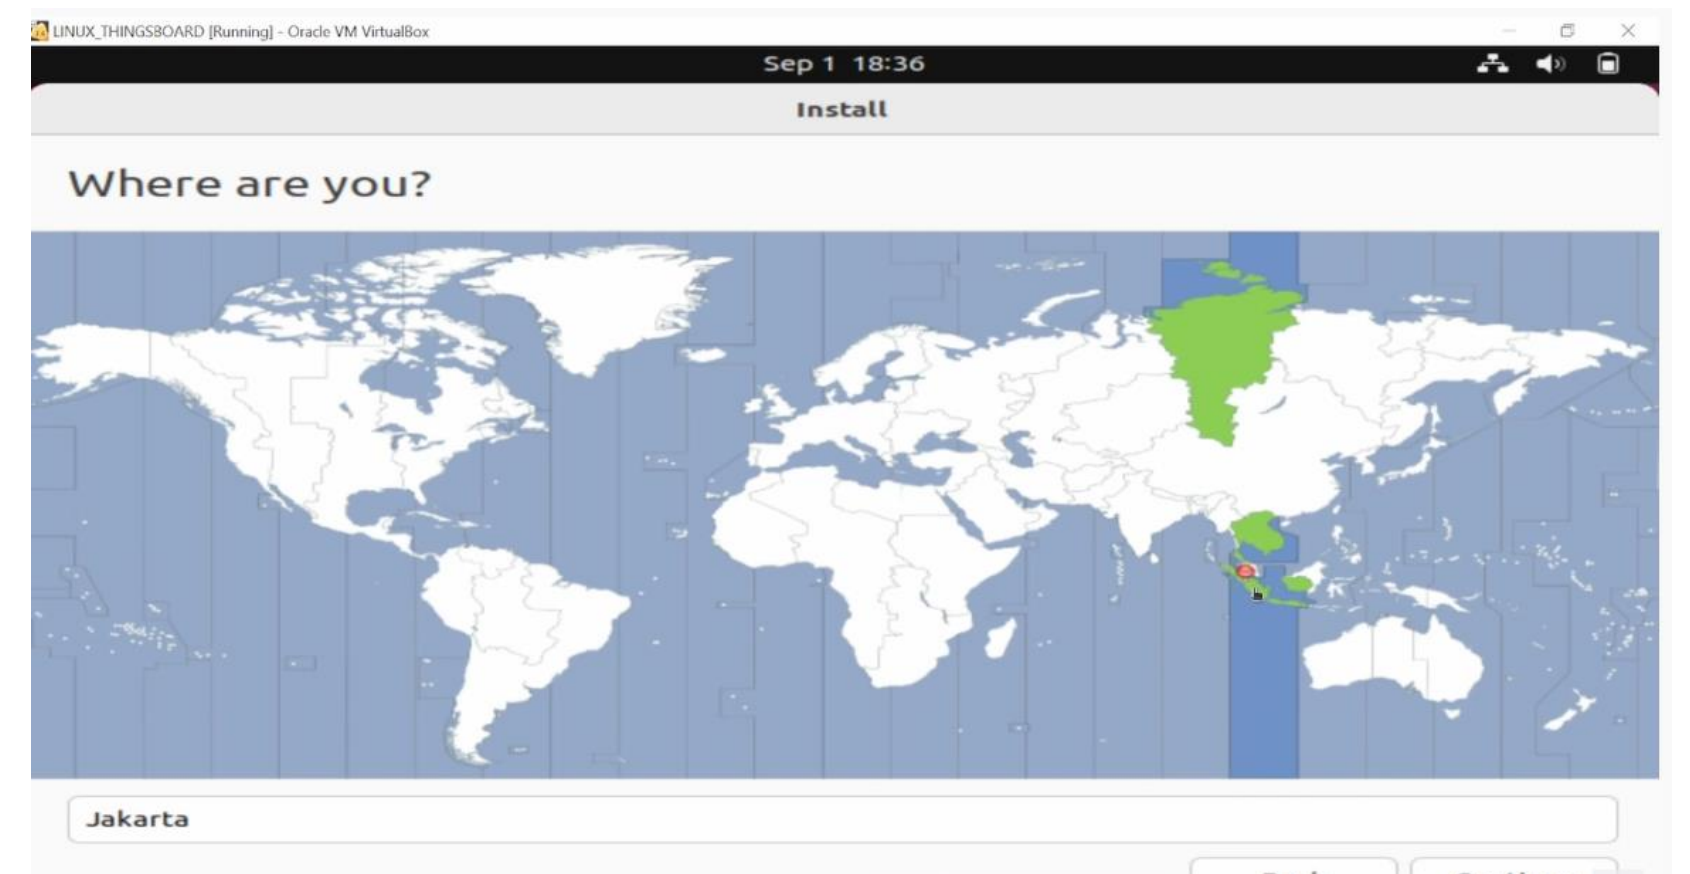 LINUX_THINGSBOARD [Running] - Oracle VM VirtualBox
Sep 1 18:36
Install
Where are you?
Jakarta